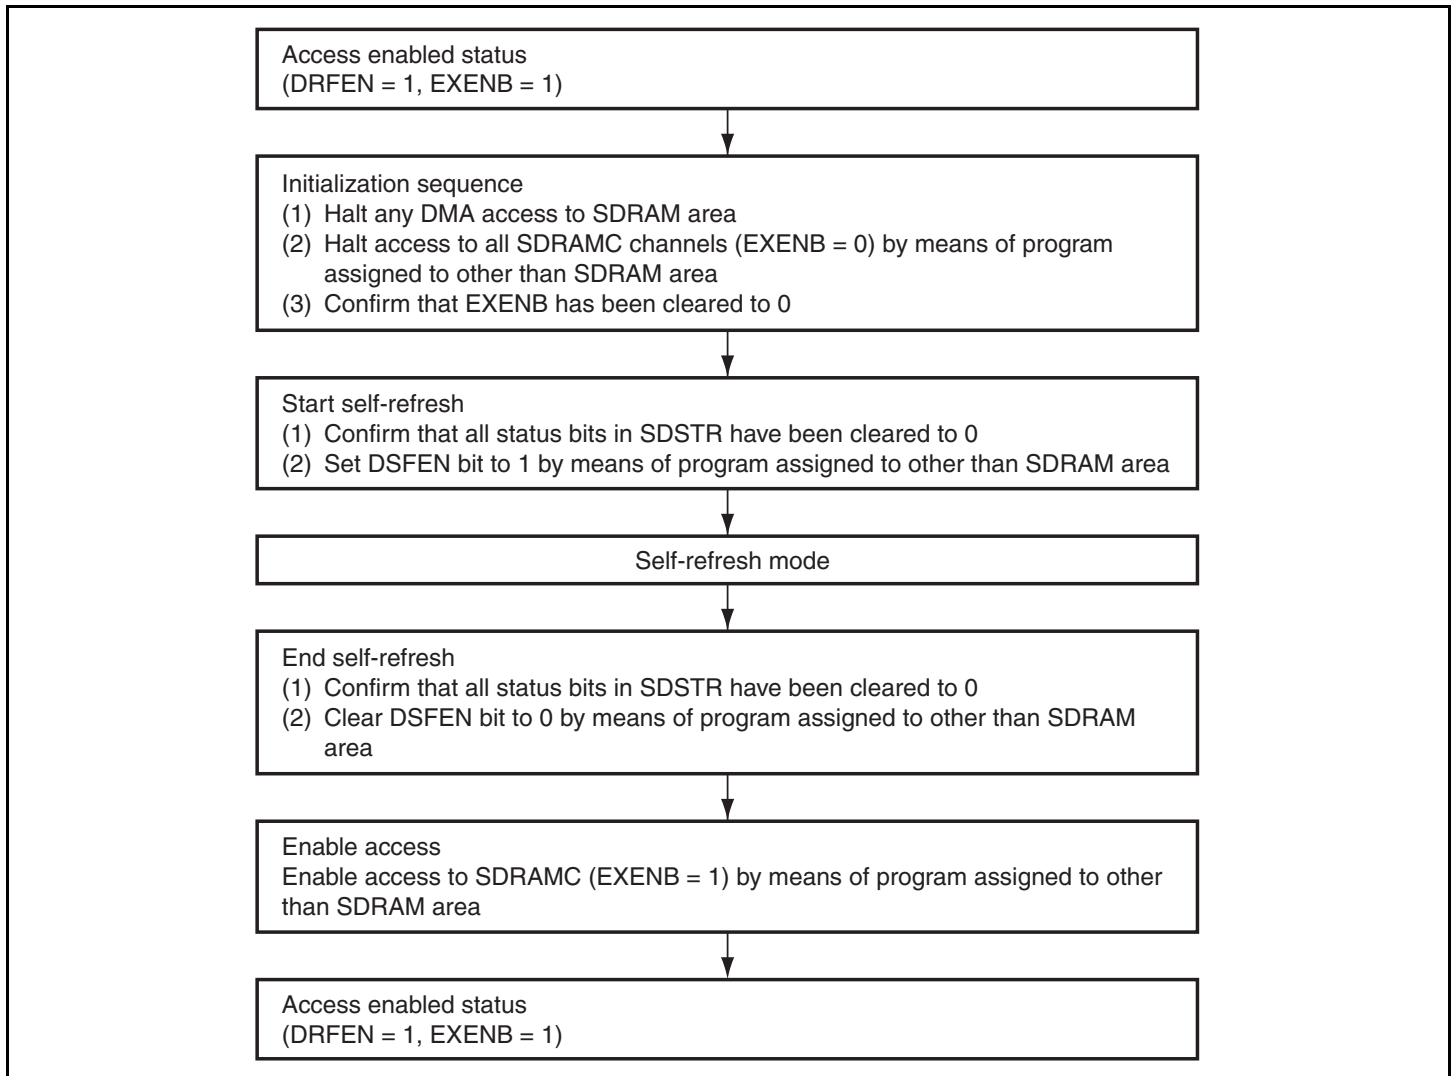 Access enabled status
(DRFEN = 1, EXENB = 1)
Initialization sequence
(1) Halt any DMA access to SDRAM area
(2) Halt access to all SDRAMC channels (EXENB = 0) by means of program
assigned to other than SDRAM area
(3) Confirm that EXENB has been cleared to 0
Start self-refresh
(1) Confirm that all status bits in SDSTR have been cleared to 0
(2) Set DSFEN bit to 1 by means of program assigned to other than SDRAM area
Self-refresh mode
End self-refresh
(1) Confirm that all status bits in SDSTR have been cleared to 0
(2) Clear DSFEN bit to 0 by means of program assigned to other than SDRAM
area
Enable access
Enable access to SDRAMC (EXENB = 1) by means of program assigned to other
than SDRAM area
Access enabled status
(DRFEN = 1, EXENB = 1)